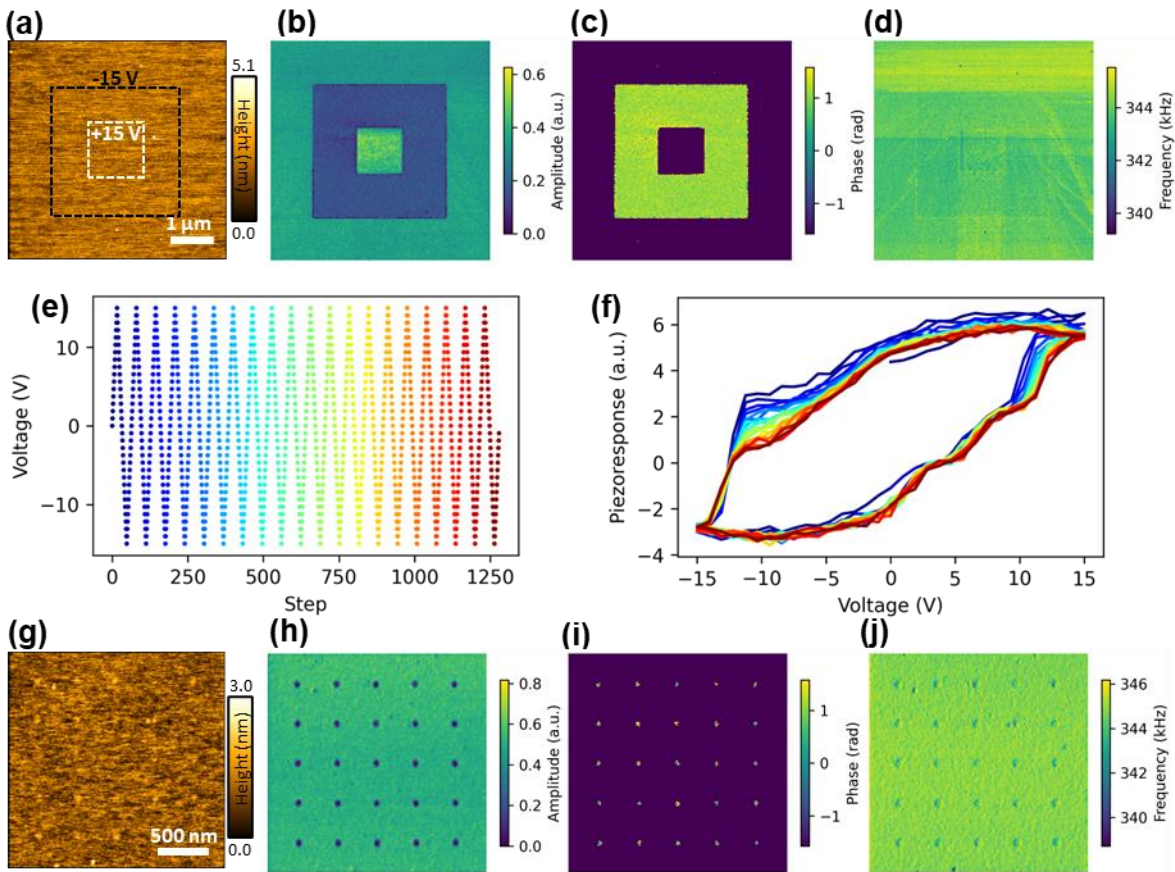 (a)
-15 V
+15 V
1 μm
5.1
Height (nm)
0.0
(b)
0.6
0.4
0.2
0.0
Amplitude (a.u.)
(c)
1
0
−1
Phase (rad)
(d)
344
342
340
Frequency (kHz)
(e)
10
0
−10
Voltage (V)
0
250
500
750
1000
1250
Step
(f)
6
4
2
0
−2
−4
Piezoresponse (a.u.)
−15
−10
−5
0
5
10
15
Voltage (V)
(g)
500 nm
3.0
Height (nm)
0.0
(h)
0.8
0.6
0.4
0.2
0.0
Amplitude (a.u.)
(i)
1
0
−1
Phase (rad)
(j)
346
344
342
340
Frequency (kHz)